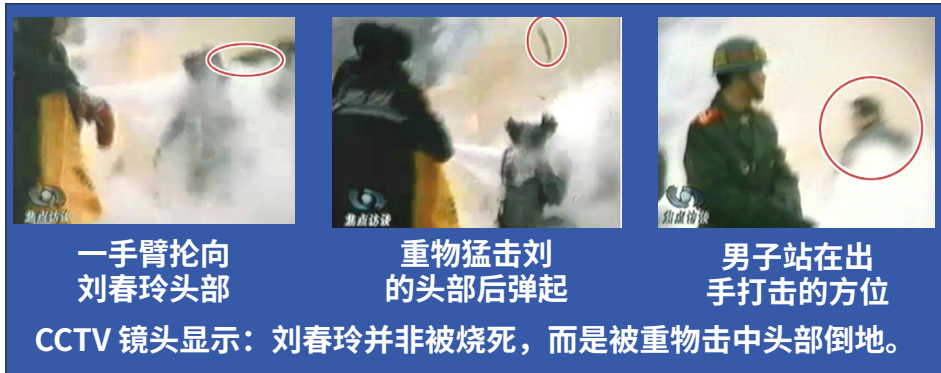 焦点访谈
焦点访谈
焦点访谈
一手臂抡向
刘春玲头部
重物猛击刘
的头部后弹起
男子站在出
手打击的方位
CCTV 镜头显示：刘春玲并非被烧死，而是被重物击中头部倒地。